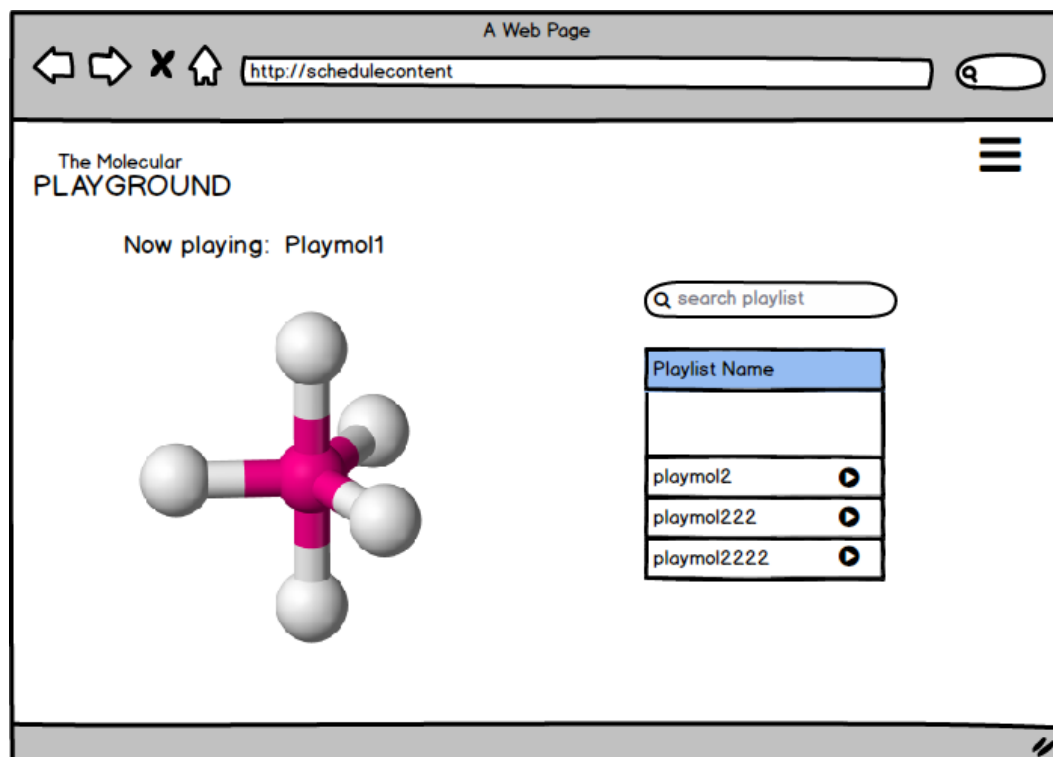 A Web Page
http://schedulecontent
The Molecular
PLAYGROUND
Now playing: Playmol1
search playlist
Playlist Name
playmol2
playmol222
playmol2222